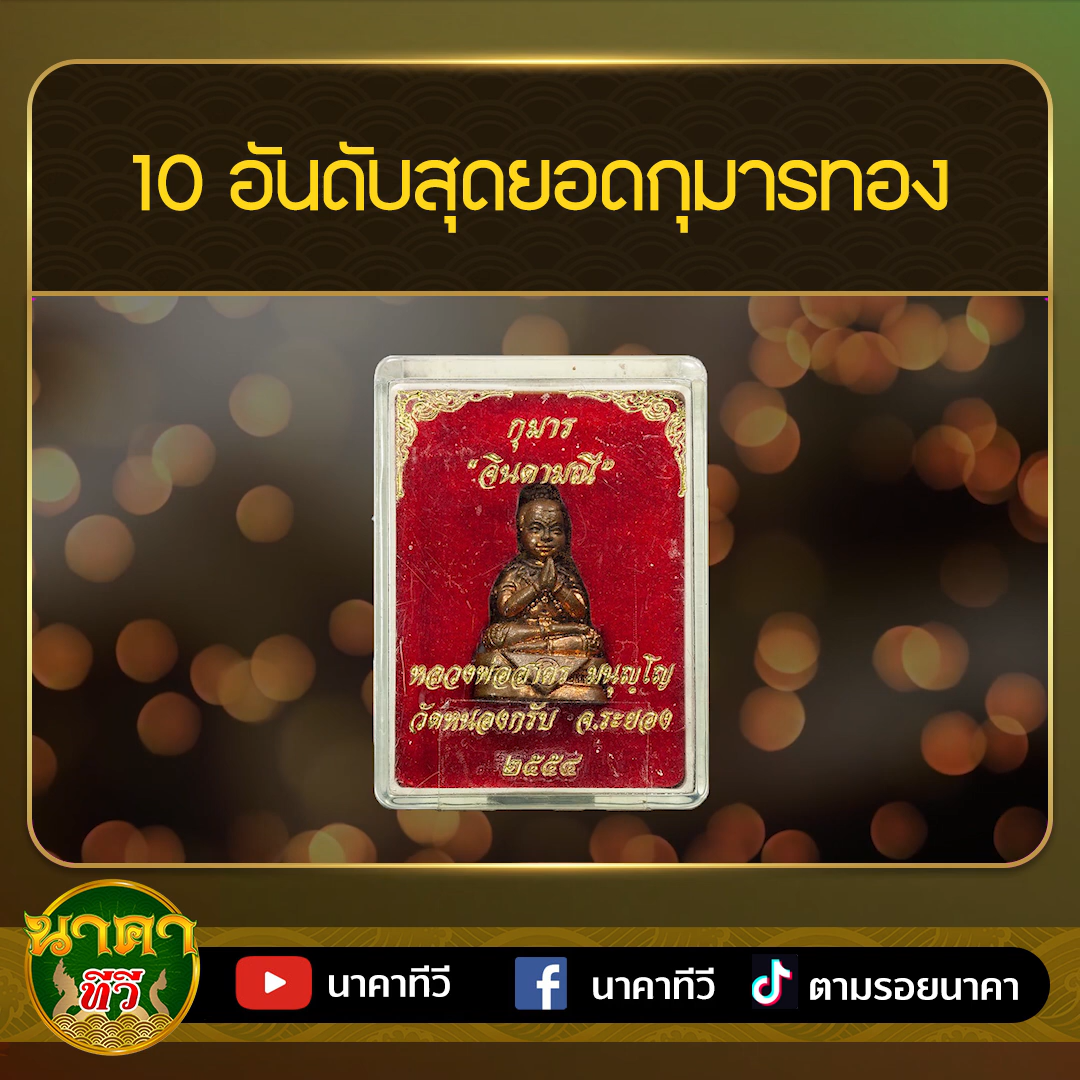 10 อันดับสุดยอดกุมารทอง
กุมาร
"จินดามณี"
หลวงพ่อสาคร มนุญโญ
วัดหนองกรับ จ.ระยอง
๒๕๕๔
นาคา
ทีวี
นาคาทีวี
นาคาทีวี
ตามรอยนาคา